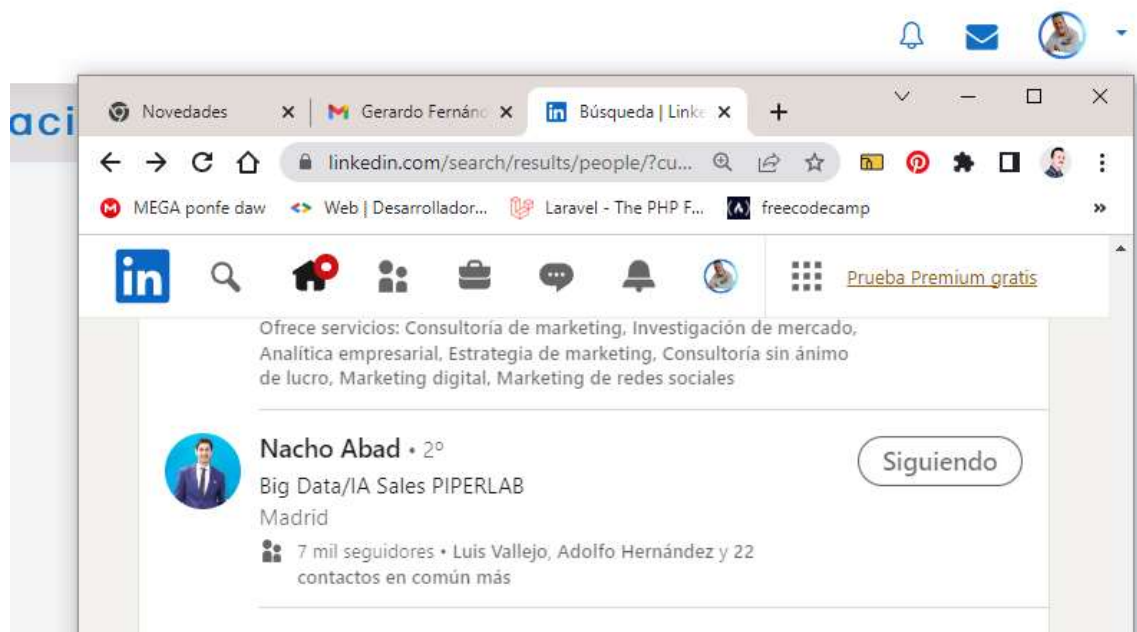 aci
Novedades
Gerardo Fernánd
Búsqueda | Linke
linkedin.com/search/results/people/?cu...
MEGA ponfe daw
Web | Desarrollador...
Laravel - The PHP F...
freecodecamp
»
in
Prueba Premium gratis
Ofrece servicios: Consultoría de marketing, Investigación de mercado,
Analítica empresarial, Estrategia de marketing, Consultoría sin ánimo
de lucro, Marketing digital, Marketing de redes sociales
Nacho Abad • 2º
Siguiendo
Big Data/IA Sales PIPERLAB
Madrid
7 mil seguidores • Luis Vallejo, Adolfo Hernández y 22
contactos en común más